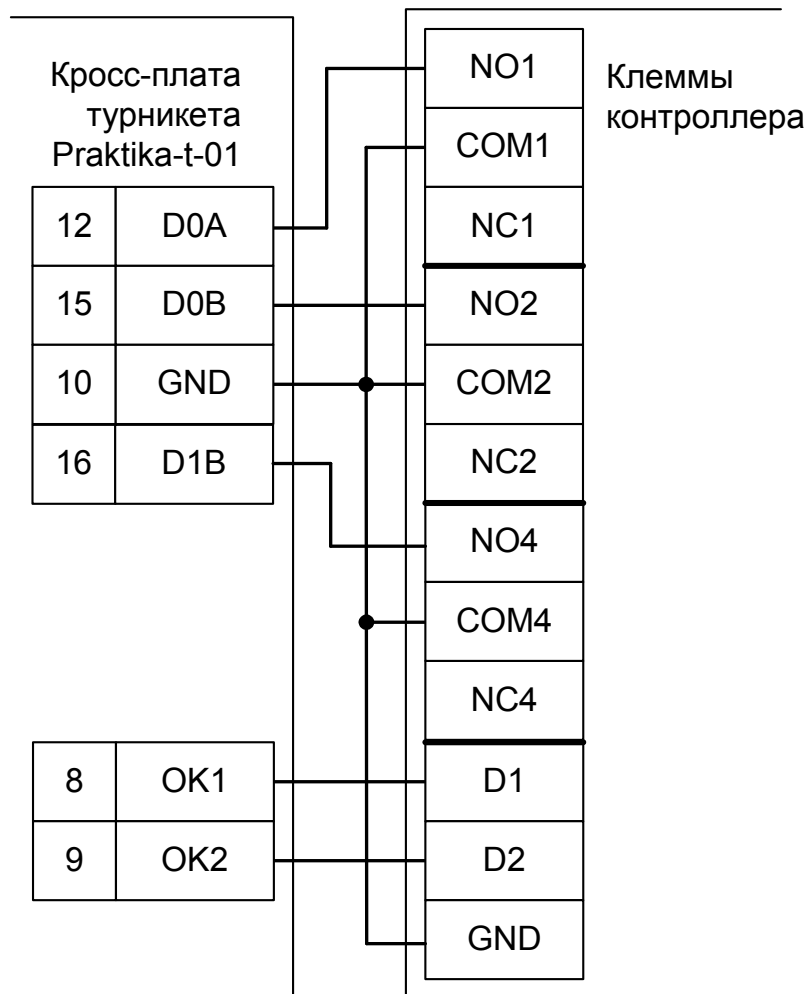 Кросс-плата
турникета
Praktika-t-01
12 D0A
15 D0B
10 GND
16 D1B
8 OK1
9 OK2
NO1
COM1
NC1
NO2
COM2
NC2
NO4
COM4
NC4
D1
D2
GND
Клеммы
контроллера